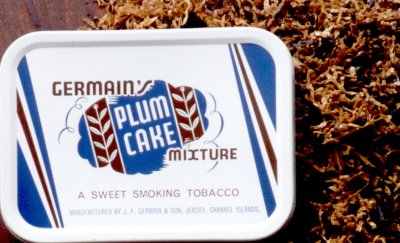 GERMAIN'S
PLUM
CAKE
MIXTURE
A SWEET SMOKING TOBACCO
MANUFACTURED BY J. F. GERMAIN & SON, JERSEY, CHANNEL ISLANDS.